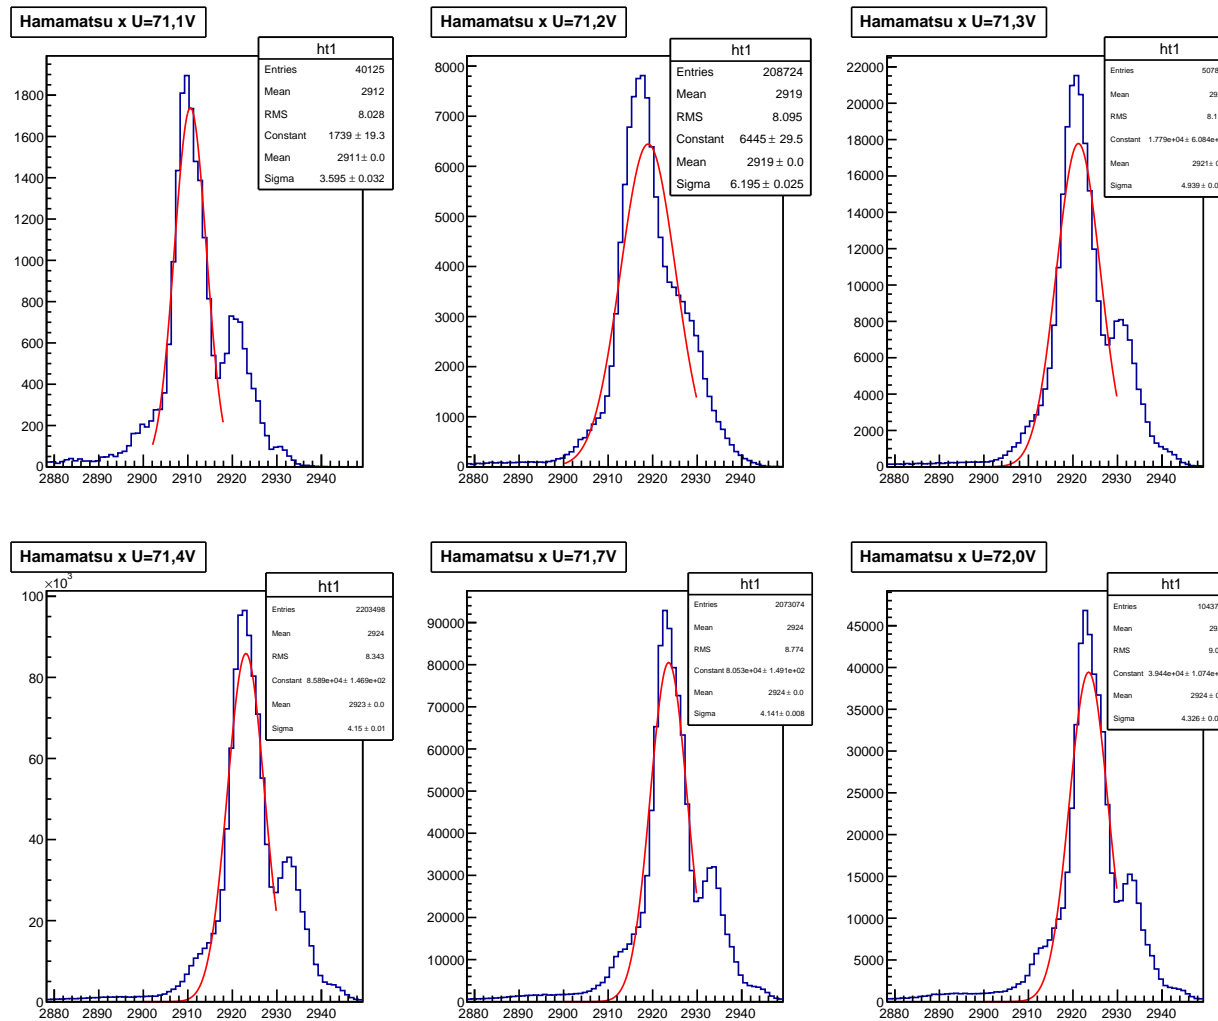 Hamamatsu x U=71,1V
ht1
Entries 40125
Mean 2912
RMS 8.028
Constant 1739 ± 19.3
Mean 2911 ± 0.0
Sigma 3.595 ± 0.032
1800
1600
1400
1200
1000
800
600
400
200
0
2880 2890 2900 2910 2920 2930 2940
Hamamatsu x U=71,2V
ht1
Entries 208724
Mean 2919
RMS 8.095
Constant 6445 ± 29.5
Mean 2919 ± 0.0
Sigma 6.195 ± 0.025
8000
7000
6000
5000
4000
3000
2000
1000
0
2880 2890 2900 2910 2920 2930 2940
Hamamatsu x U=71,3V
ht1
Entries 5078
Mean 29
RMS 8.1
Constant 1.779e+04 ± 6.084e+
Mean 2921 ± 0
Sigma 4.939 ± 0.0
22000
20000
18000
16000
14000
12000
10000
8000
6000
4000
2000
0
2880 2890 2900 2910 2920 2930 2940
Hamamatsu x U=71,4V
×10³
ht1
Entries 2203498
Mean 2924
RMS 8.343
Constant 8.589e+04 ± 1.469e+02
Mean 2923 ± 0.0
Sigma 4.15 ± 0.01
100
80
60
40
20
0
2880 2890 2900 2910 2920 2930 2940
Hamamatsu x U=71,7V
ht1
Entries 2073074
Mean 2924
RMS 8.774
Constant 8.053e+04 ± 1.491e+02
Mean 2924 ± 0.0
Sigma 4.141 ± 0.008
90000
80000
70000
60000
50000
40000
30000
20000
10000
0
2880 2890 2900 2910 2920 2930 2940
Hamamatsu x U=72,0V
ht1
Entries 10437
Mean 29
RMS 9.0
Constant 3.944e+04 ± 1.074e+
Mean 2924 ± 0
Sigma 4.326 ± 0.0
45000
40000
35000
30000
25000
20000
15000
10000
5000
0
2880 2890 2900 2910 2920 2930 2940